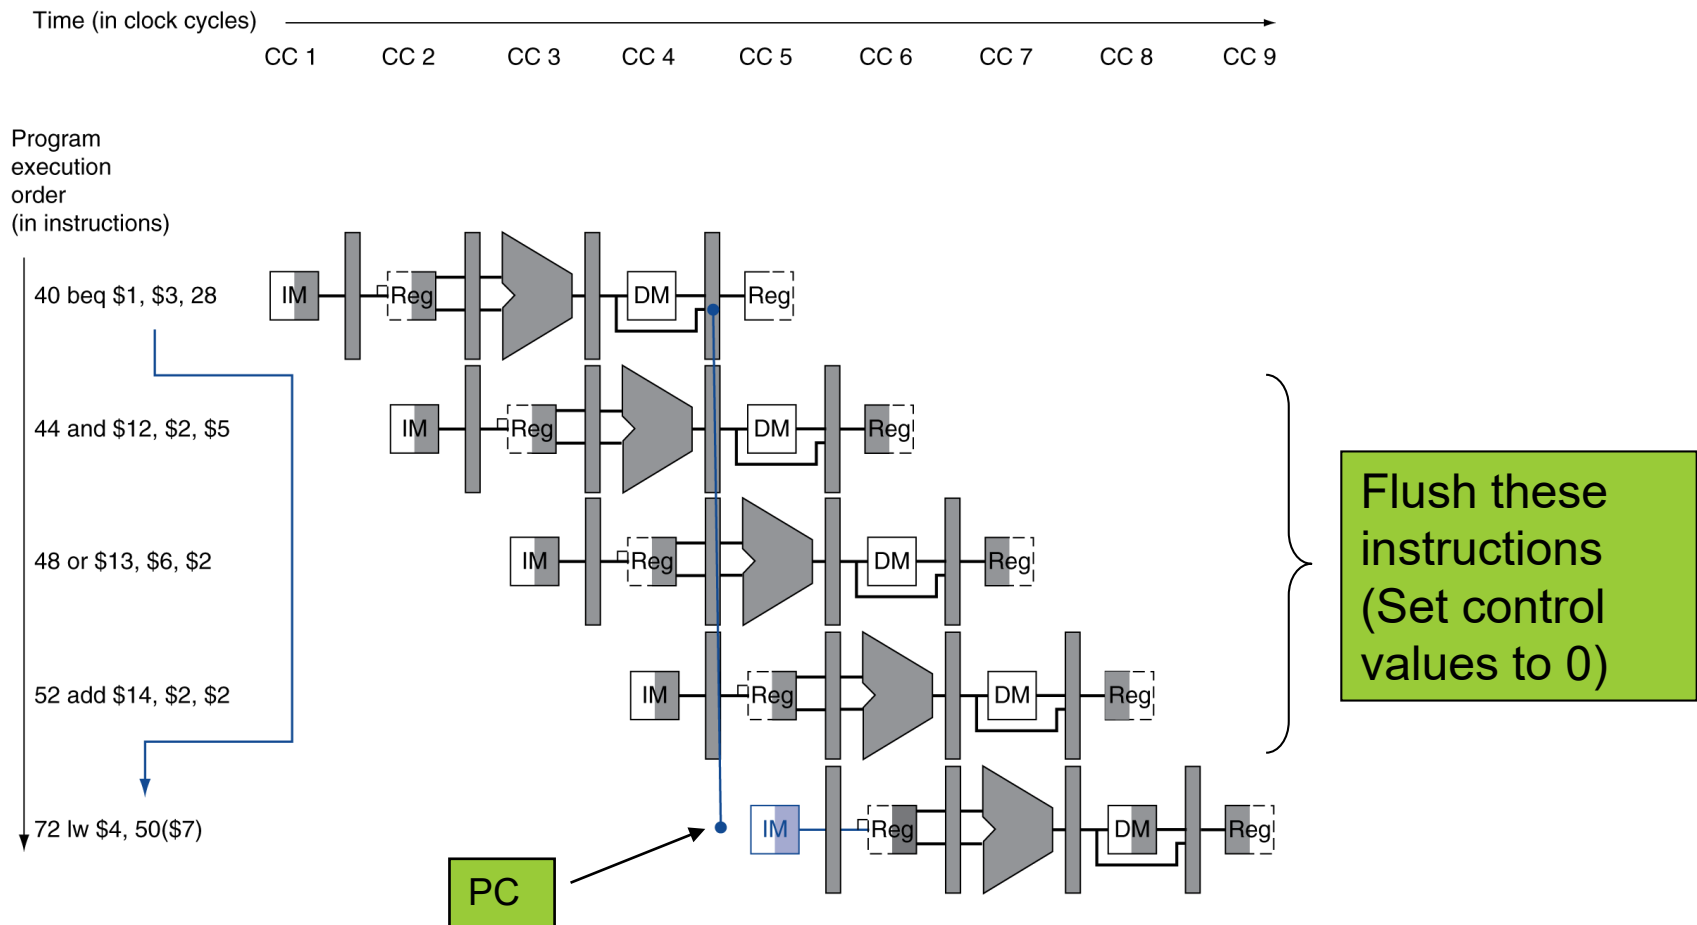 Time (in clock cycles)
CC 1 CC 2 CC 3 CC 4 CC 5 CC 6 CC 7 CC 8 CC 9
Program
execution
order
(in instructions)
40 beq $1, $3, 28
IM Reg DM Reg
44 and $12, $2, $5
IM Reg DM Reg
48 or $13, $6, $2
IM Reg DM Reg
52 add $14, $2, $2
IM Reg DM Reg
72 lw $4, 50($7)
IM Reg DM Reg
PC
Flush these
instructions
(Set control
values to 0)